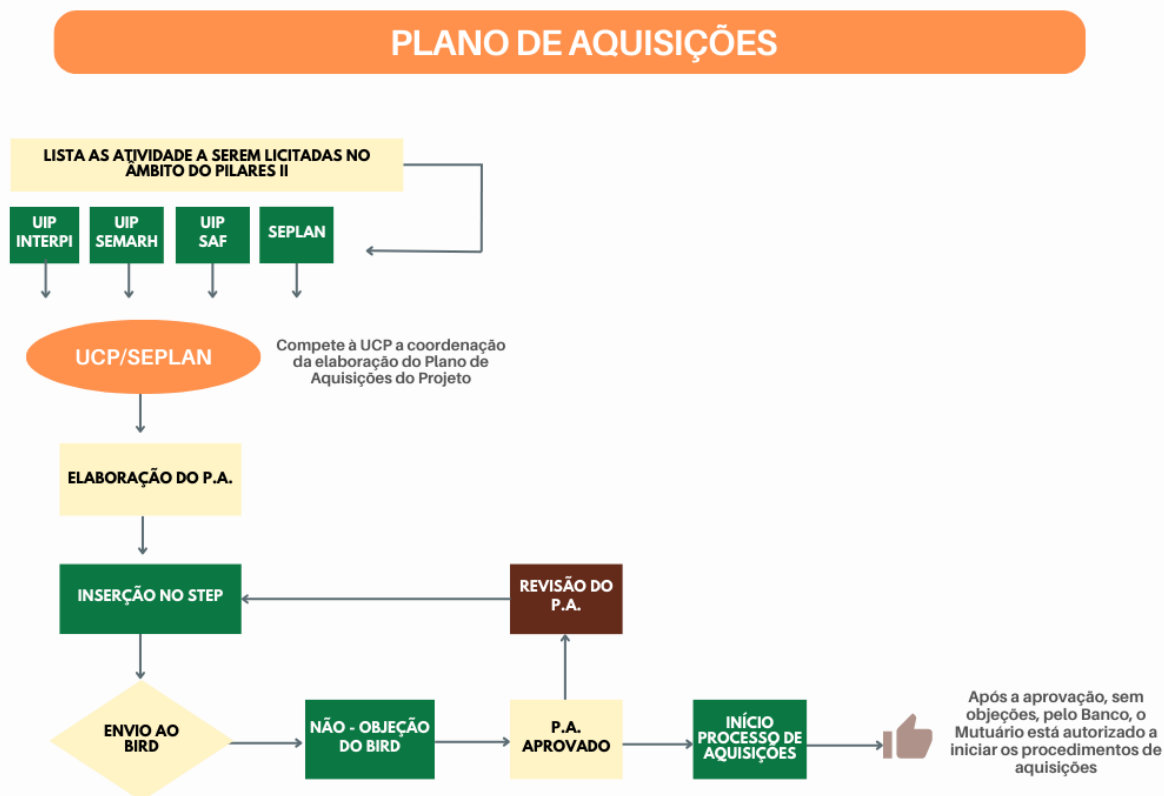 PLANO DE AQUISIÇÕES
LISTA AS ATIVIDADE A SEREM LICITADAS NO
ÂMBITO DO PILARES II
UIP
INTERPI
UIP
SEMARH
UIP
SAF
SEPLAN
UCP/SEPLAN
Compete à UCP a coordenação
da elaboração do Plano de
Aquisições do Projeto
ELABORAÇÃO DO P.A.
INSERÇÃO NO STEP
REVISÃO DO
P.A.
ENVIO AO
BIRD
NÃO - OBJEÇÃO
DO BIRD
P.A.
APROVADO
INÍCIO
PROCESSO DE
AQUISIÇÕES
Após a aprovação, sem
objeções, pelo Banco, o
Mutuário está autorizado a
iniciar os procedimentos de
aquisições